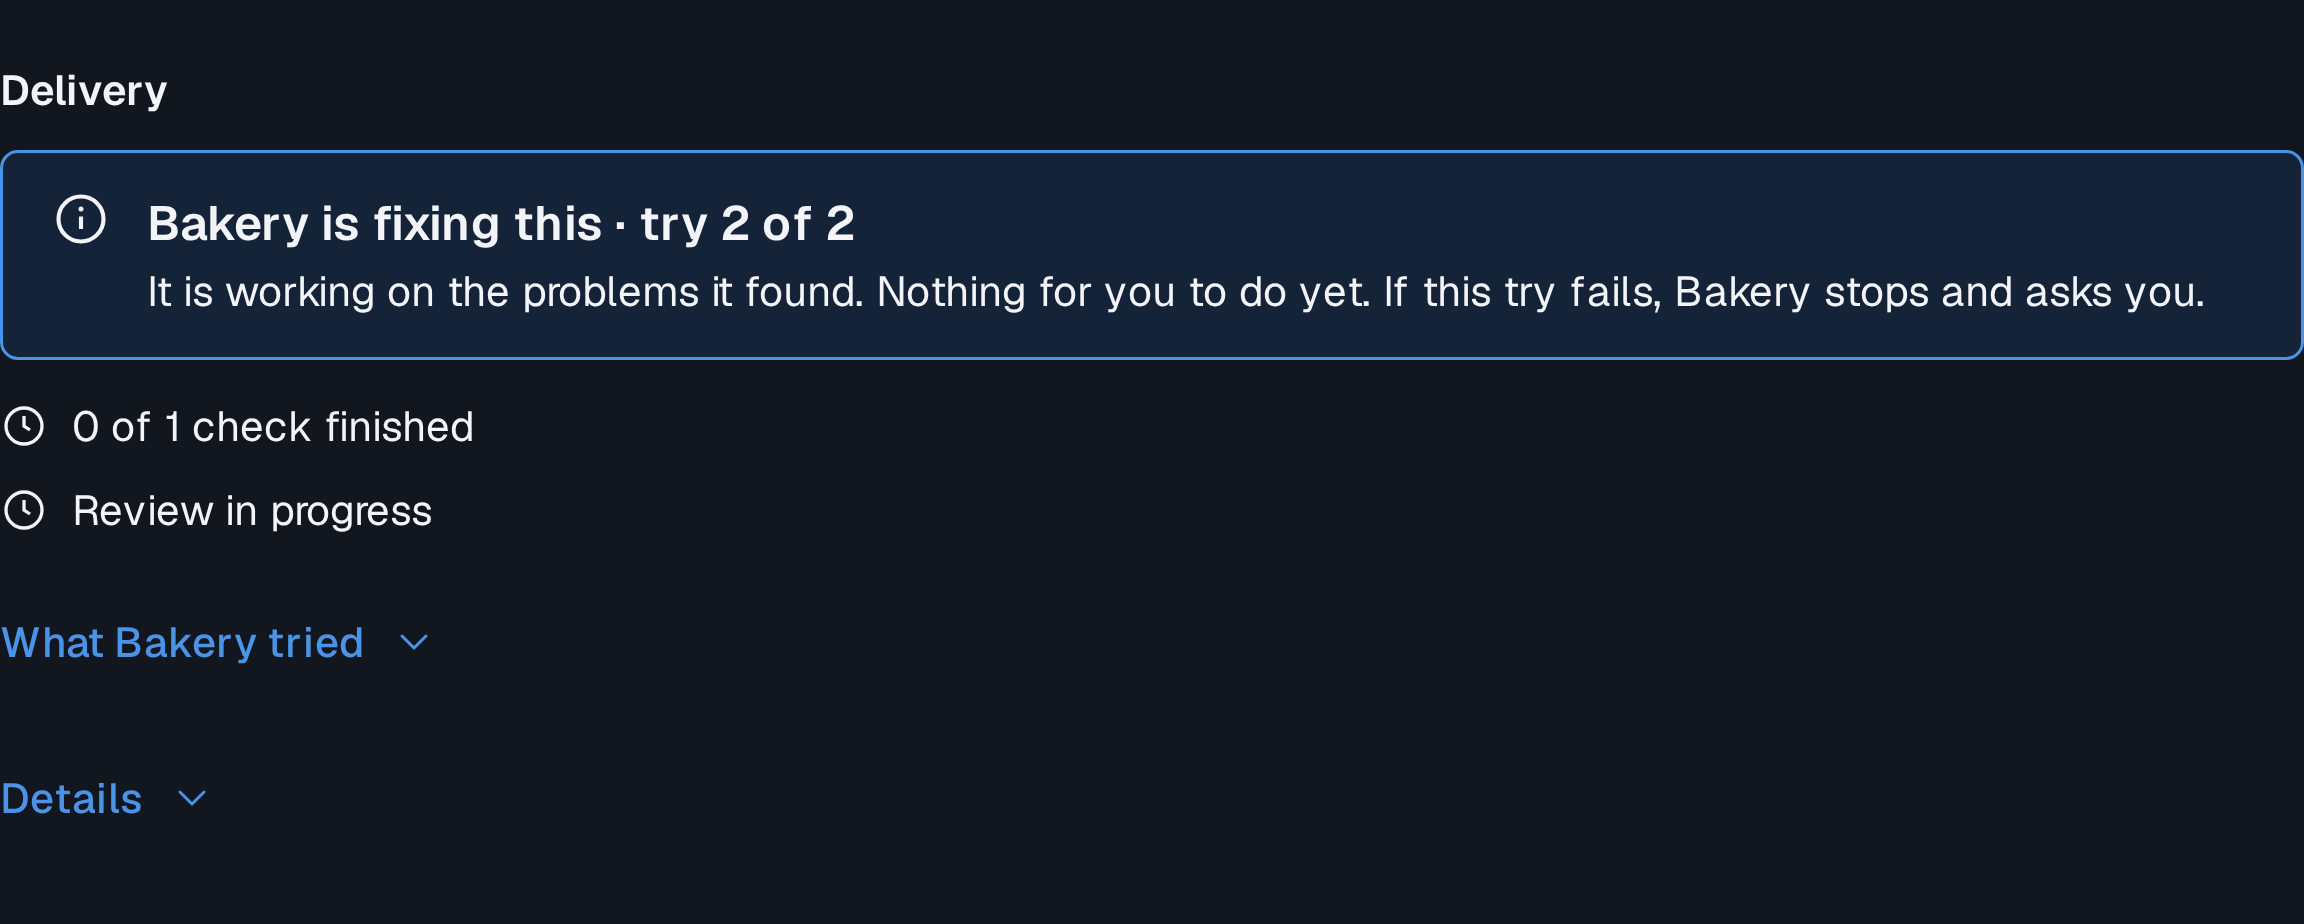 Delivery
Bakery is fixing this · try 2 of 2
It is working on the problems it found. Nothing for you to do yet. If this try fails, Bakery stops and asks you.
0 of 1 check finished
Review in progress
What Bakery tried
Details